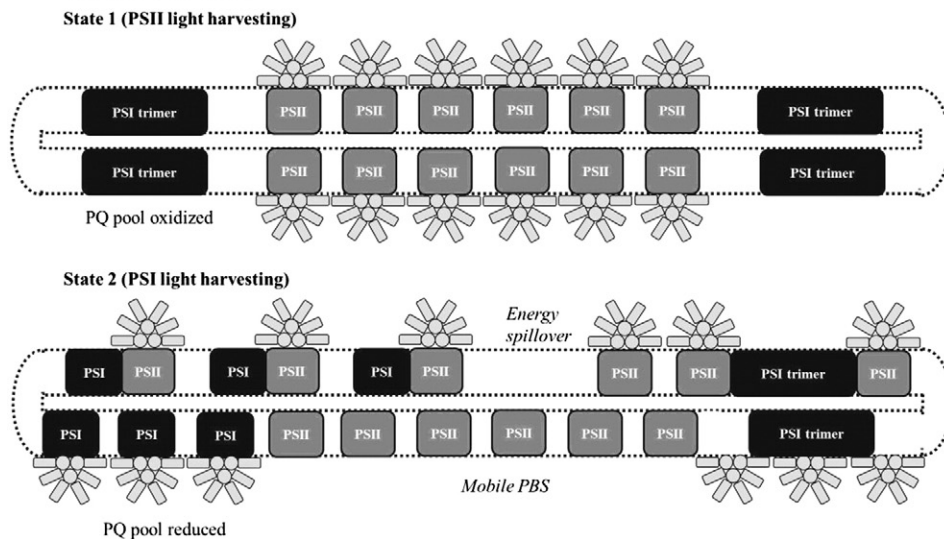 State 1 (PSII light harvesting)
PSI trimer PSII PSII PSII PSII PSII PSII PSI trimer
PSI trimer PSII PSII PSII PSII PSII PSII PSI trimer
PQ pool oxidized
State 2 (PSI light harvesting)
Energy
spillover
PSI PSII PSI PSII PSI PSII PSII PSII PSI trimer PSII
PSI PSI PSI PSII PSII PSII PSII PSII PSII PSI trimer
Mobile PBS
PQ pool reduced